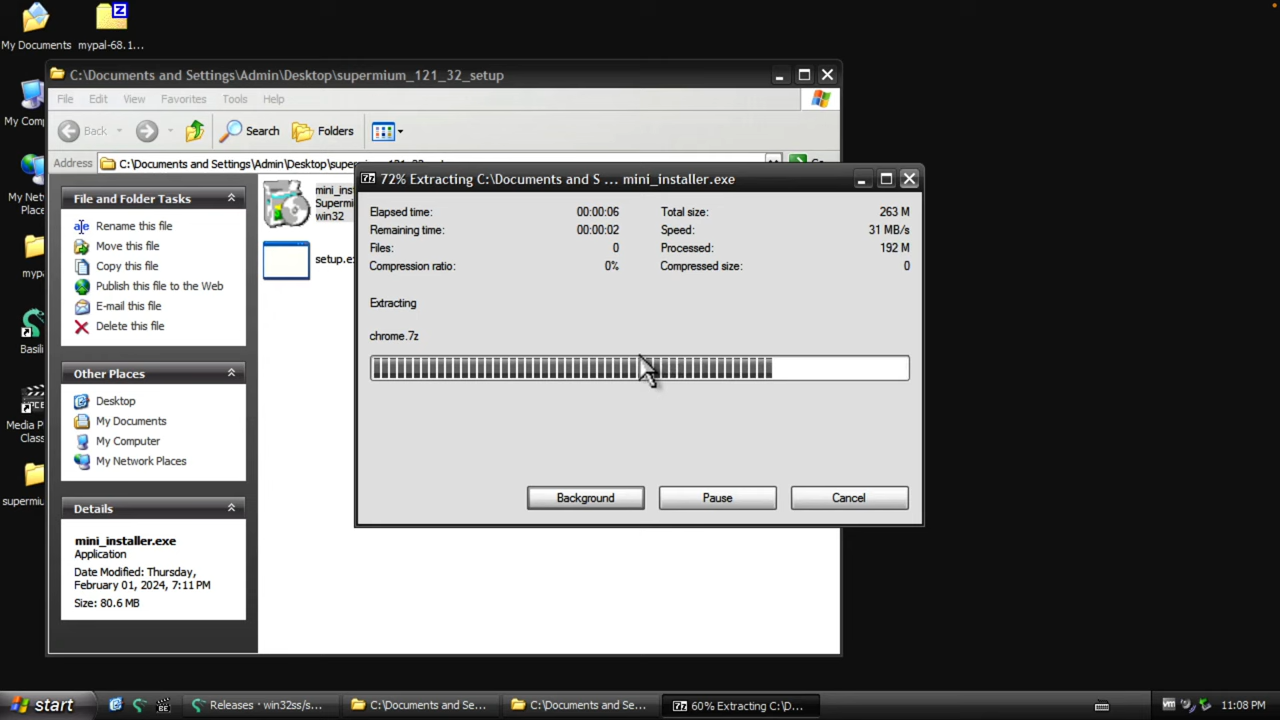 My Documents
mypal-68.1...
C:\Documents and Settings\Admin\Desktop\supermium_121_32_setup
File Edit View Favorites Tools Help
Back Search Folders
Address C:\Documents and Settings\Admin\Desktop\
File and Folder Tasks
Rename this file
Move this file
Copy this file
Publish this file to the Web
E-mail this file
Delete this file
Other Places
Desktop
My Documents
My Computer
My Network Places
Details
mini_installer.exe
Application
Date Modified: Thursday,
February 01, 2024, 7:11 PM
Size: 80.6 MB
mini_inst
Supermi
win32
setup.ex
72% Extracting C:\Documents and S ... mini_installer.exe
Elapsed time: 00:00:06
Total size: 263 M
Remaining time: 00:00:02
Speed: 31 MB/s
Files: 0
Processed: 192 M
Compression ratio: 0%
Compressed size: 0
Extracting
chrome.7z
Background
Pause
Cancel
My Comp
My Net
Place
mypa
Basili
Media P
Class
supermiu
start
Releases · win32ss/s...
C:\Documents and Se...
C:\Documents and Se...
60% Extracting C:\D...
11:08 PM